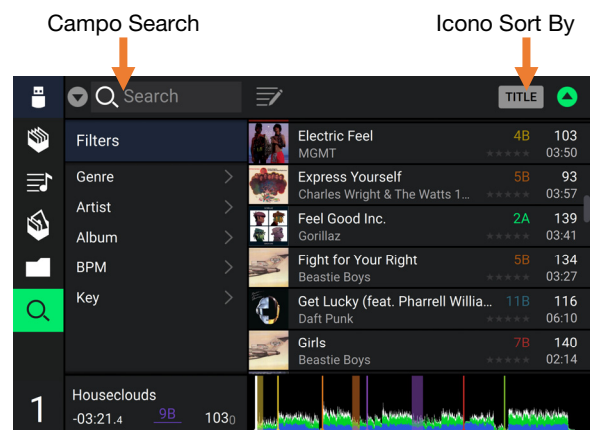 Campo Search
Icono Sort By
Search
TITLE
Filters
Genre
Artist
Album
BPM
Key
Electric Feel 4B 103
MGMT 03:50
Express Yourself 5B 93
Charles Wright & The Watts 1... 03:57
Feel Good Inc. 2A 139
Gorillaz 03:41
Fight for Your Right 5B 134
Beastie Boys 03:27
Get Lucky (feat. Pharrell Willia... 11B 116
Daft Punk 06:10
Girls 7B 140
Beastie Boys 02:14
1
Houseclouds
-03:21.4 9B 1030